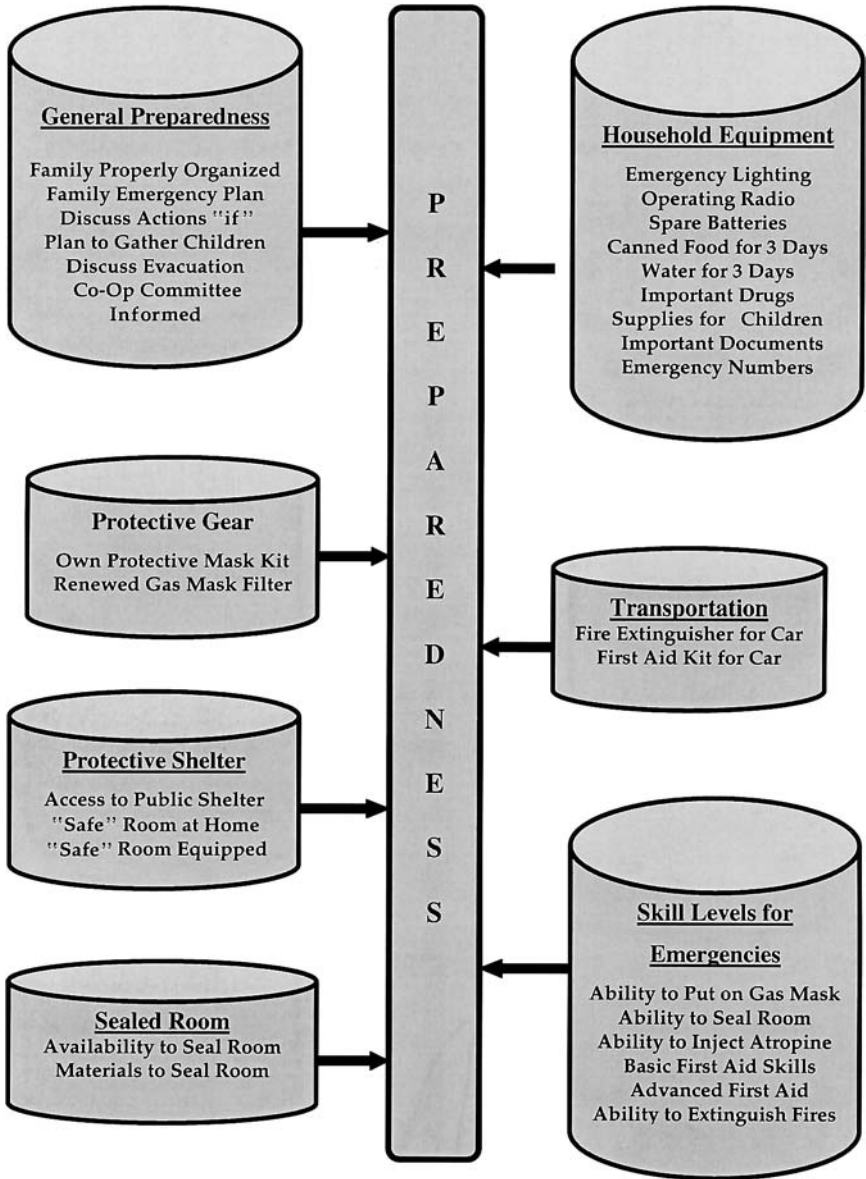 General Preparedness
Family Properly Organized
Family Emergency Plan
Discuss Actions "if"
Plan to Gather Children
Discuss Evacuation
Co-Op Committee
Informed
Protective Gear
Own Protective Mask Kit
Renewed Gas Mask Filter
Protective Shelter
Access to Public Shelter
"Safe" Room at Home
"Safe" Room Equipped
Sealed Room
Availability to Seal Room
Materials to Seal Room
P
R
E
P
A
R
E
D
N
E
S
S
Household Equipment
Emergency Lighting
Operating Radio
Spare Batteries
Canned Food for 3 Days
Water for 3 Days
Important Drugs
Supplies for Children
Important Documents
Emergency Numbers
Transportation
Fire Extinguisher for Car
First Aid Kit for Car
Skill Levels for
Emergencies
Ability to Put on Gas Mask
Ability to Seal Room
Ability to Inject Atropine
Basic First Aid Skills
Advanced First Aid
Ability to Extinguish Fires